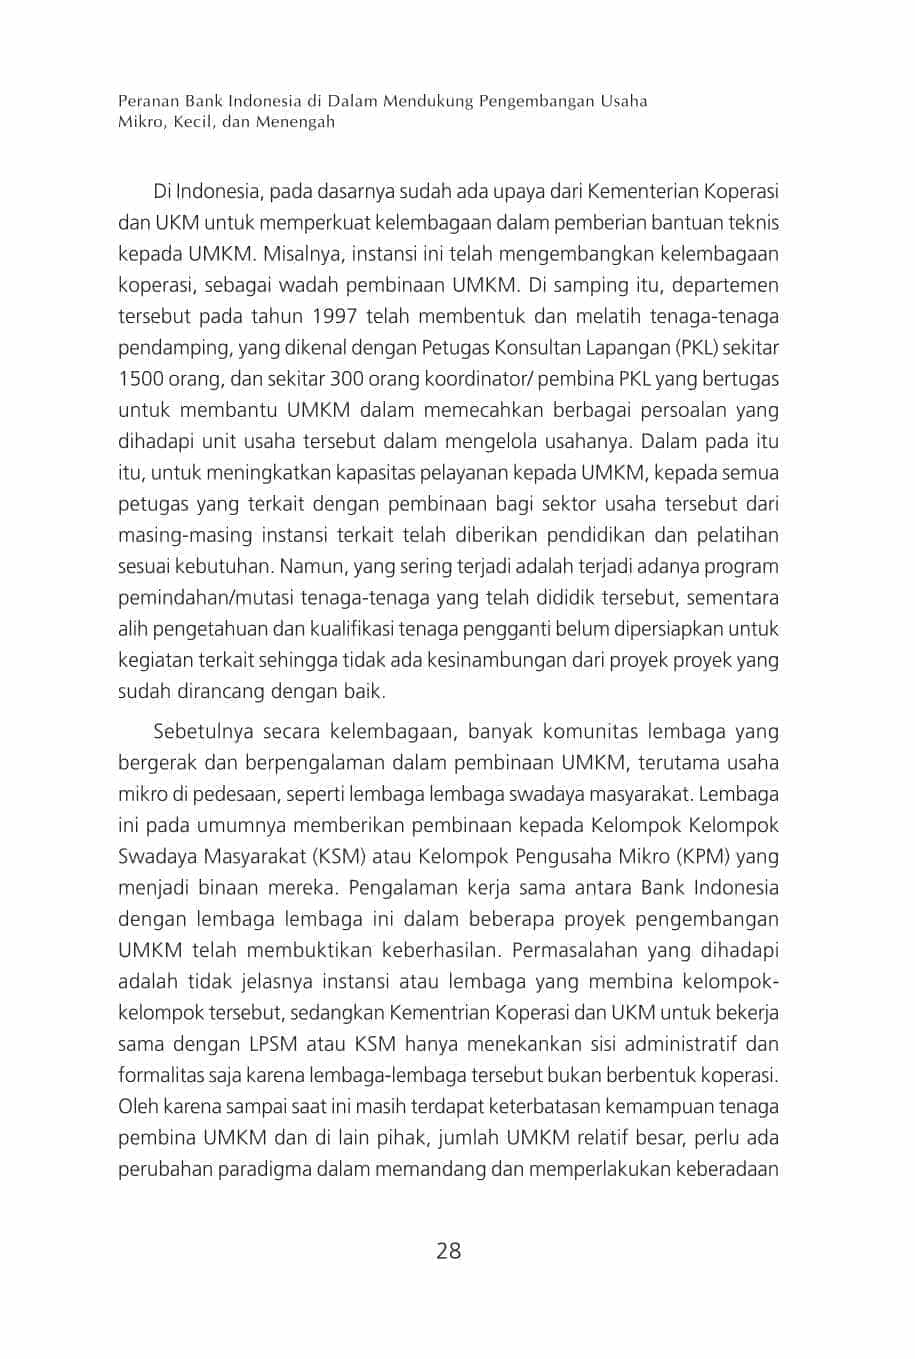 Peranan Bank Indonesia di Dalam Mendukung Pengembangan Usaha
Mikro, Kecil, dan Menengah
Di Indonesia, pada dasarnya sudah ada upaya dari Kementerian Koperasi
dan UKM untuk memperkuat kelembagaan dalam pemberian bantuan teknis
kepada UMKM. Misalnya, instansi ini telah mengembangkan kelembagaan
koperasi, sebagai wadah pembinaan UMKM. Di samping itu, departemen
tersebut pada tahun 1997 telah membentuk dan melatih tenaga-tenaga
pendamping, yang dikenal dengan Petugas Konsultan Lapangan (PKL) sekitar
1500 orang, dan sekitar 300 orang koordinator/ pembina PKL yang bertugas
untuk membantu UMKM dalam memecahkan berbagai persoalan yang
dihadapi unit usaha tersebut dalam mengelola usahanya. Dalam pada itu
itu, untuk meningkatkan kapasitas pelayanan kepada UMKM, kepada semua
petugas yang terkait dengan pembinaan bagi sektor usaha tersebut dari
masing-masing instansi terkait telah diberikan pendidikan dan pelatihan
sesuai kebutuhan. Namun, yang sering terjadi adalah terjadi adanya program
pemindahan/mutasi tenaga-tenaga yang telah dididik tersebut, sementara
alih pengetahuan dan kualifikasi tenaga pengganti belum dipersiapkan untuk
kegiatan terkait sehingga tidak ada kesinambungan dari proyek proyek yang
sudah dirancang dengan baik.
Sebetulnya secara kelembagaan, banyak komunitas lembaga yang
bergerak dan berpengalaman dalam pembinaan UMKM, terutama usaha
mikro di pedesaan, seperti lembaga lembaga swadaya masyarakat. Lembaga
ini pada umumnya memberikan pembinaan kepada Kelompok Kelompok
Swadaya Masyarakat (KSM) atau Kelompok Pengusaha Mikro (KPM) yang
menjadi binaan mereka. Pengalaman kerja sama antara Bank Indonesia
dengan lembaga lembaga ini dalam beberapa proyek pengembangan
UMKM telah membuktikan keberhasilan. Permasalahan yang dihadapi
adalah tidak jelasnya instansi atau lembaga yang membina kelompok-
kelompok tersebut, sedangkan Kementrian Koperasi dan UKM untuk bekerja
sama dengan LPSM atau KSM hanya menekankan sisi administratif dan
formalitas saja karena lembaga-lembaga tersebut bukan berbentuk koperasi.
Oleh karena sampai saat ini masih terdapat keterbatasan kemampuan tenaga
pembina UMKM dan di lain pihak, jumlah UMKM relatif besar, perlu ada
perubahan paradigma dalam memandang dan memperlakukan keberadaan
28